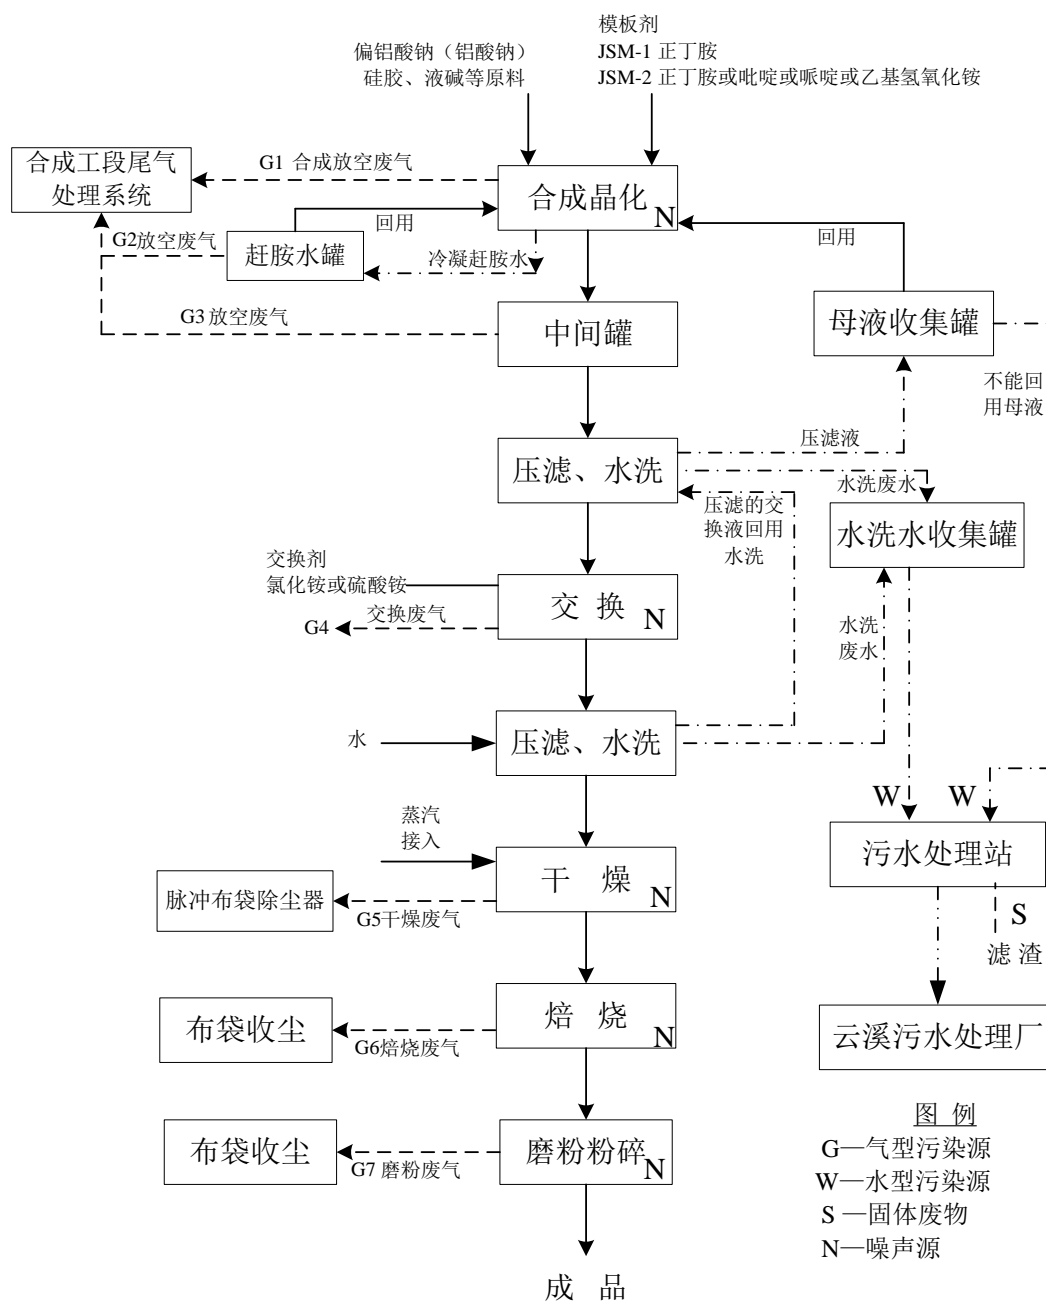 模板剂
偏铝酸钠（铝酸钠）
JSM-1 正丁胺
硅胶、液碱等原料
JSM-2 正丁胺或吡啶或哌啶或乙基氢氧化铵
合成工段尾气
处理系统
G1 合成放空废气
合成晶化
N
回用
回用
G2放空废气
赶胺水罐
冷凝赶胺水
G3放空废气
中间罐
母液收集罐
不能回
用母液
压滤液
压滤、水洗
水洗废水
压滤的交
换液回用
水洗
水洗水收集罐
交换剂
氯化铵或硫酸铵
交 换
N
G4
交换废气
水洗
废水
水
压滤、水洗
蒸汽
接入
W
W
干 燥
N
污水处理站
脉冲布袋除尘器
G5干燥废气
S
滤 渣
布袋收尘
G6焙烧废气
焙 烧
N
云溪污水处理厂
布袋收尘
G7 磨粉废气
磨粉粉碎
N
图 例
G—气型污染源
W—水型污染源
S —固体废物
N—噪声源
成 品